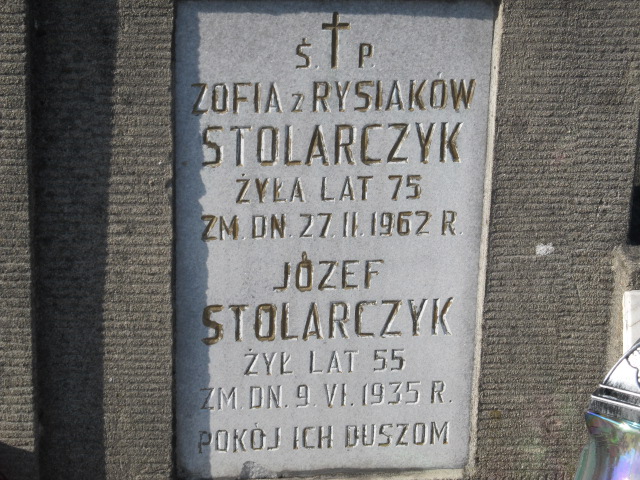 Ś. P.
ZOFIA z RYSIAKÓW
STOLARCZYK
ŻYŁA LAT 75
ZM. DN. 27. II. 1962 R.
JÓZEF
STOLARCZYK
ŻYŁ LAT 55
ZM. DN. 9. VI. 1935 R.
POKÓJ ICH DUSZOM